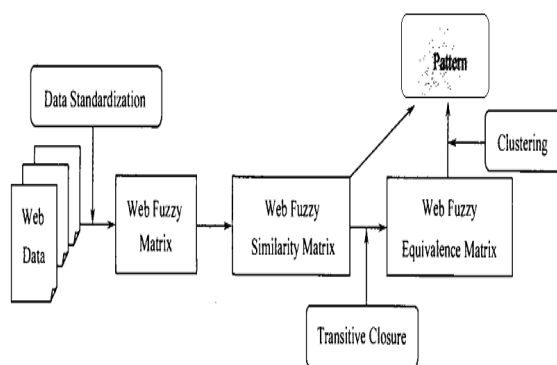 Pattern
Data Standardization
Clustering
Web
Data
Web Fuzzy
Matrix
Web Fuzzy
Similarity Matrix
Web Fuzzy
Equivalence Matrix
Transitive Closure